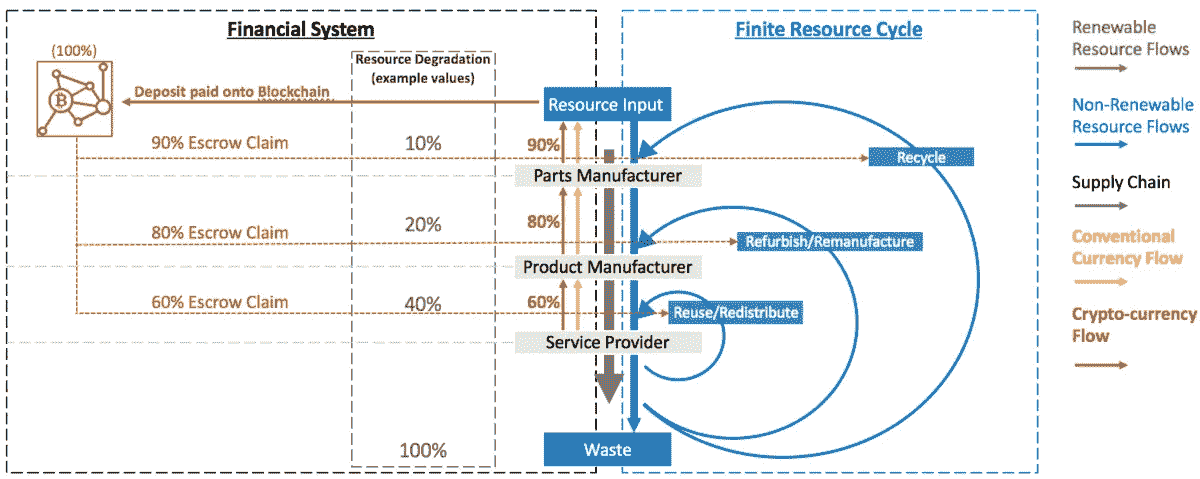 Financial System
(100%)
Resource Degradation
(example values)
Deposit paid onto Blockchain
90% Escrow Claim
10%
80% Escrow Claim
20%
60% Escrow Claim
40%
100%
Finite Resource Cycle
Resource Input
90%
Recycle
Parts Manufacturer
80%
Refurbish/Remanufacture
Product Manufacturer
60%
Reuse/Redistribute
Service Provider
Waste
Renewable
Resource Flows
Non-Renewable
Resource Flows
Supply Chain
Conventional
Currency Flow
Crypto-currency
Flow